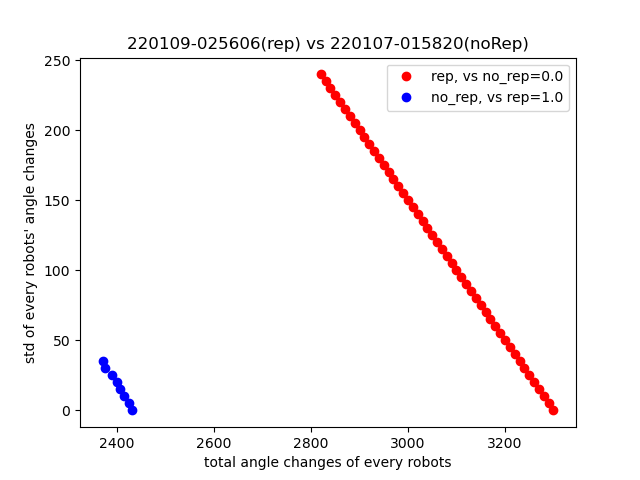 220109-025606(rep) vs 220107-015820(noRep)
250
200
150
100
50
0
std of every robots' angle changes
rep, vs no_rep=0.0
no_rep, vs rep=1.0
2400 2600 2800 3000 3200
total angle changes of every robots